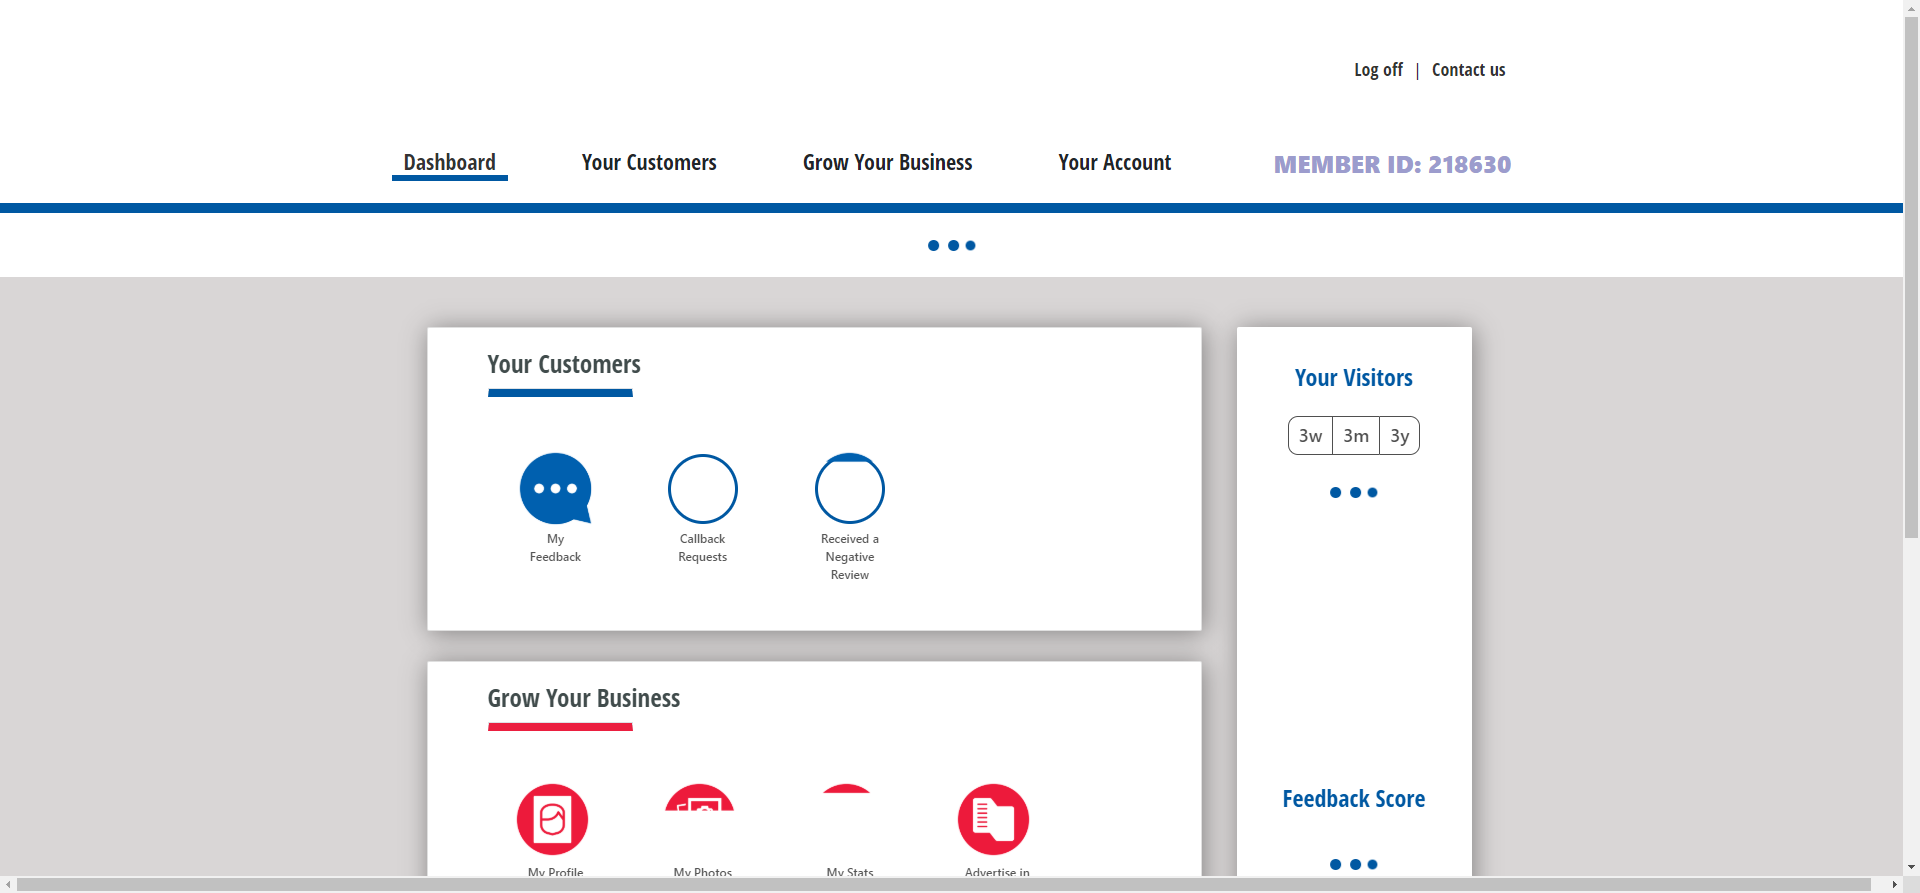 Log off | Contact us
Dashboard
Your Customers
Grow Your Business
Your Account
MEMBER ID: 218630
Your Customers
My
Feedback
Callback
Requests
Received a
Negative
Review
Your Visitors
3w 3m 3y
Grow Your Business
My Profile
My Photos
My Stats
Advertise in
Feedback Score